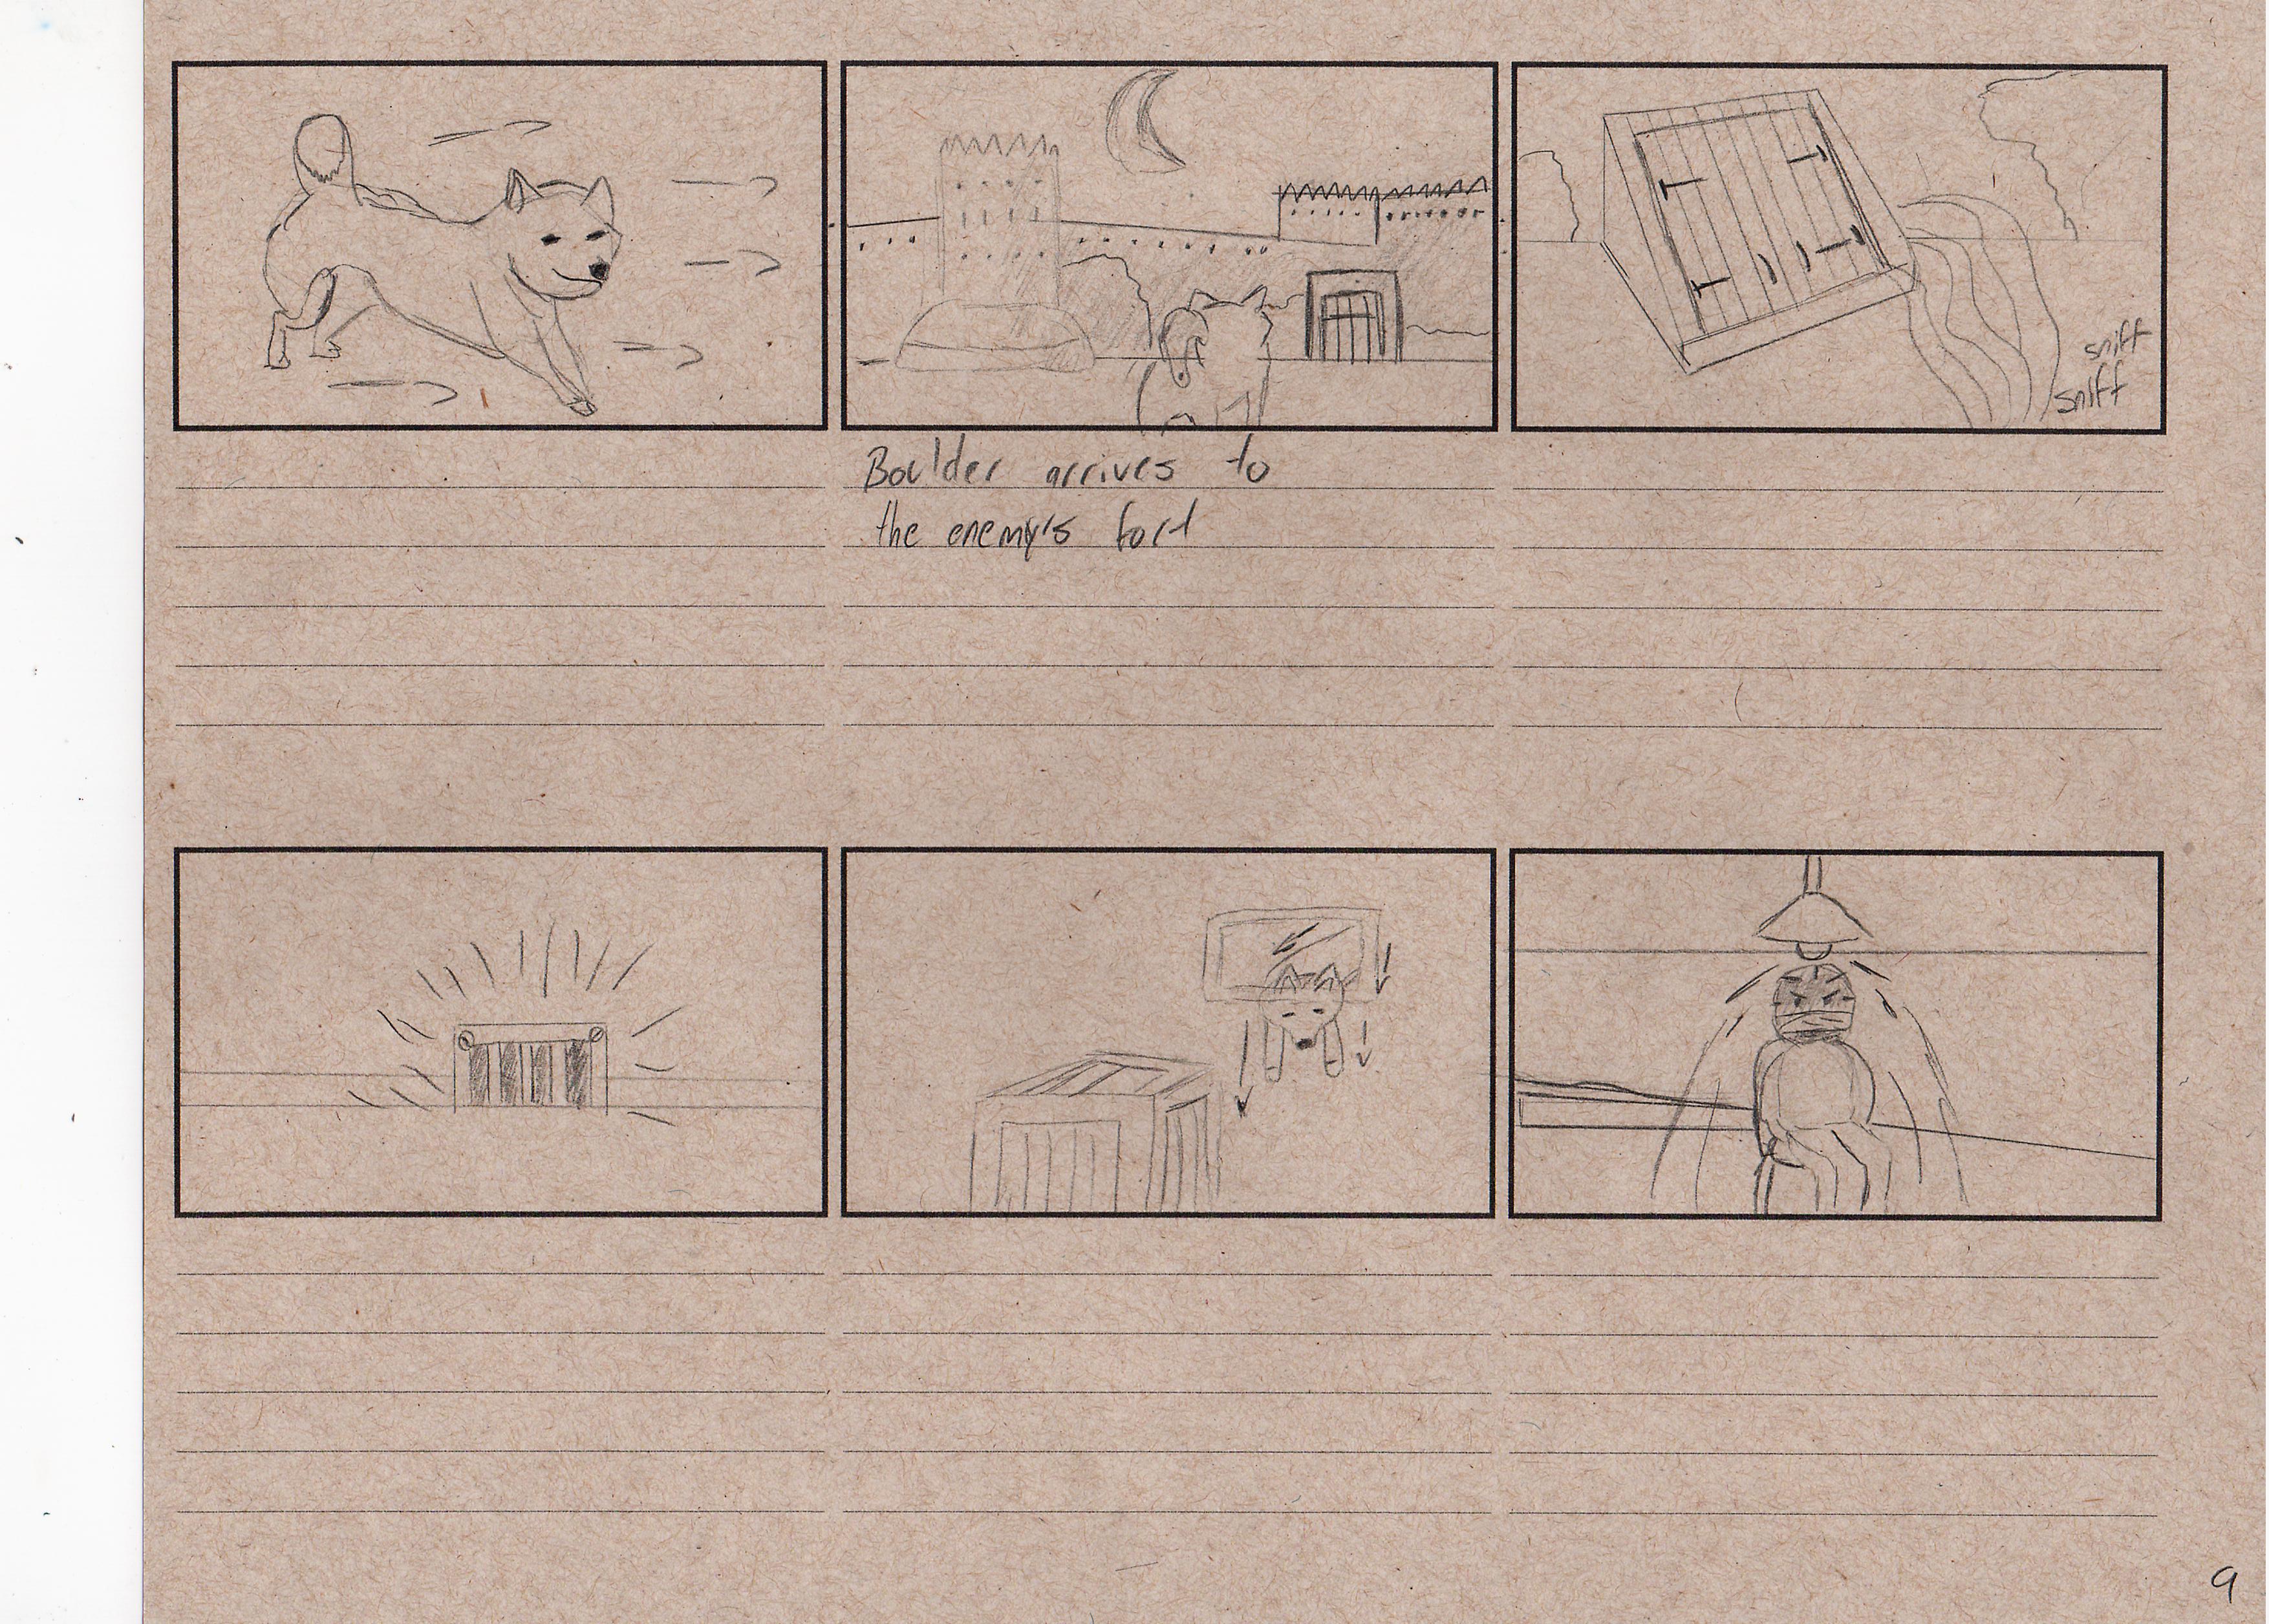 sniff
sniff
Boulder arrives to
the enemy's fort
9